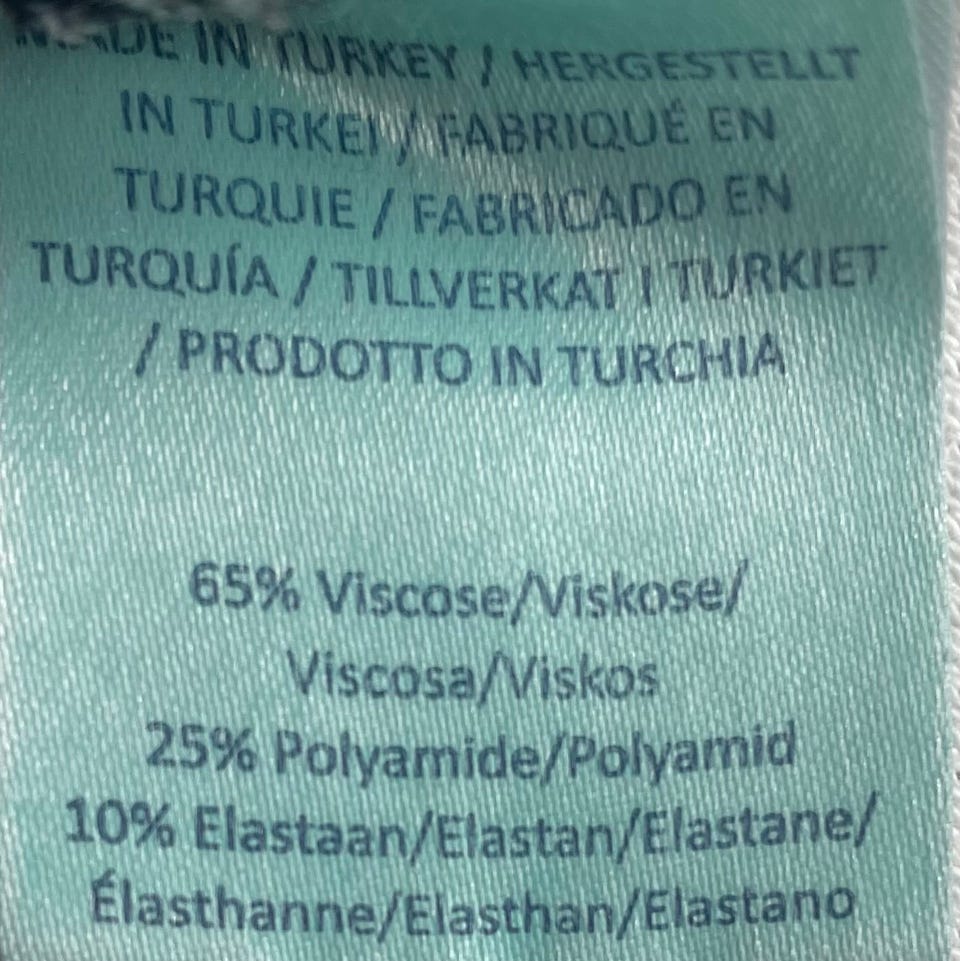 MADE IN TURKEY / HERGESTELLT
IN TURKEI / FABRIQUÉ EN
TURQUIE / FABRICADO EN
TURQUÍA / TILLVERKAT I TURKIET
/ PRODOTTO IN TURCHIA
65% Viscose/Viskose/
Viscosa/Viskos
25% Polyamide/Polyamid
10% Elastaan/Elastan/Elastane/
Élasthanne/Elasthan/Elastano